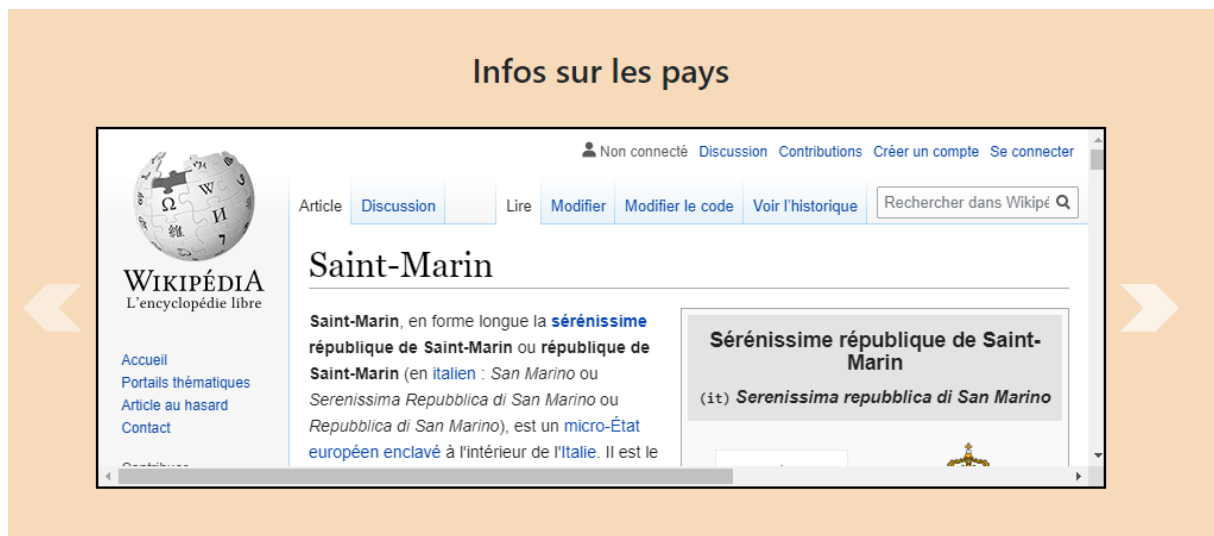 Infos sur les pays
Non connecté Discussion Contributions Créer un compte Se connecter
Article Discussion Lire Modifier Modifier le code Voir l'historique Rechercher dans Wikipé
WIKIPÉDIA
L'encyclopédie libre
Accueil
Portails thématiques
Article au hasard
Contact
Saint-Marin
Saint-Marin, en forme longue la sérénissime
république de Saint-Marin ou république de
Saint-Marin (en italien : San Marino ou
Serenissima Repubblica di San Marino ou
Repubblica di San Marino), est un micro-État
européen enclavé à l'intérieur de l'Italie. Il est le
Sérénissime république de Saint-
Marin
(it) Serenissima repubblica di San Marino